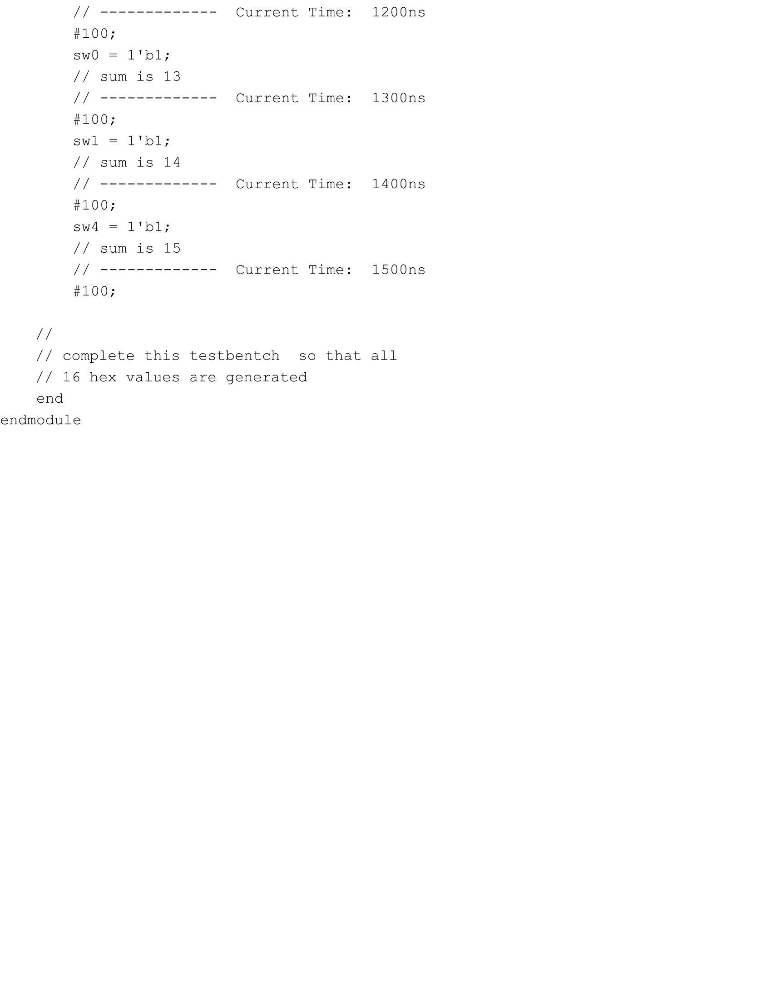 // -------------  Current Time:  1200ns
#100;
sw0 = 1'b1;
// sum is 13
// -------------  Current Time:  1300ns
#100;
sw1 = 1'b1;
// sum is 14
// -------------  Current Time:  1400ns
#100;
sw4 = 1'b1;
// sum is 15
// -------------  Current Time:  1500ns
#100;
//
// complete this testbentch  so that all
// 16 hex values are generated
end
endmodule